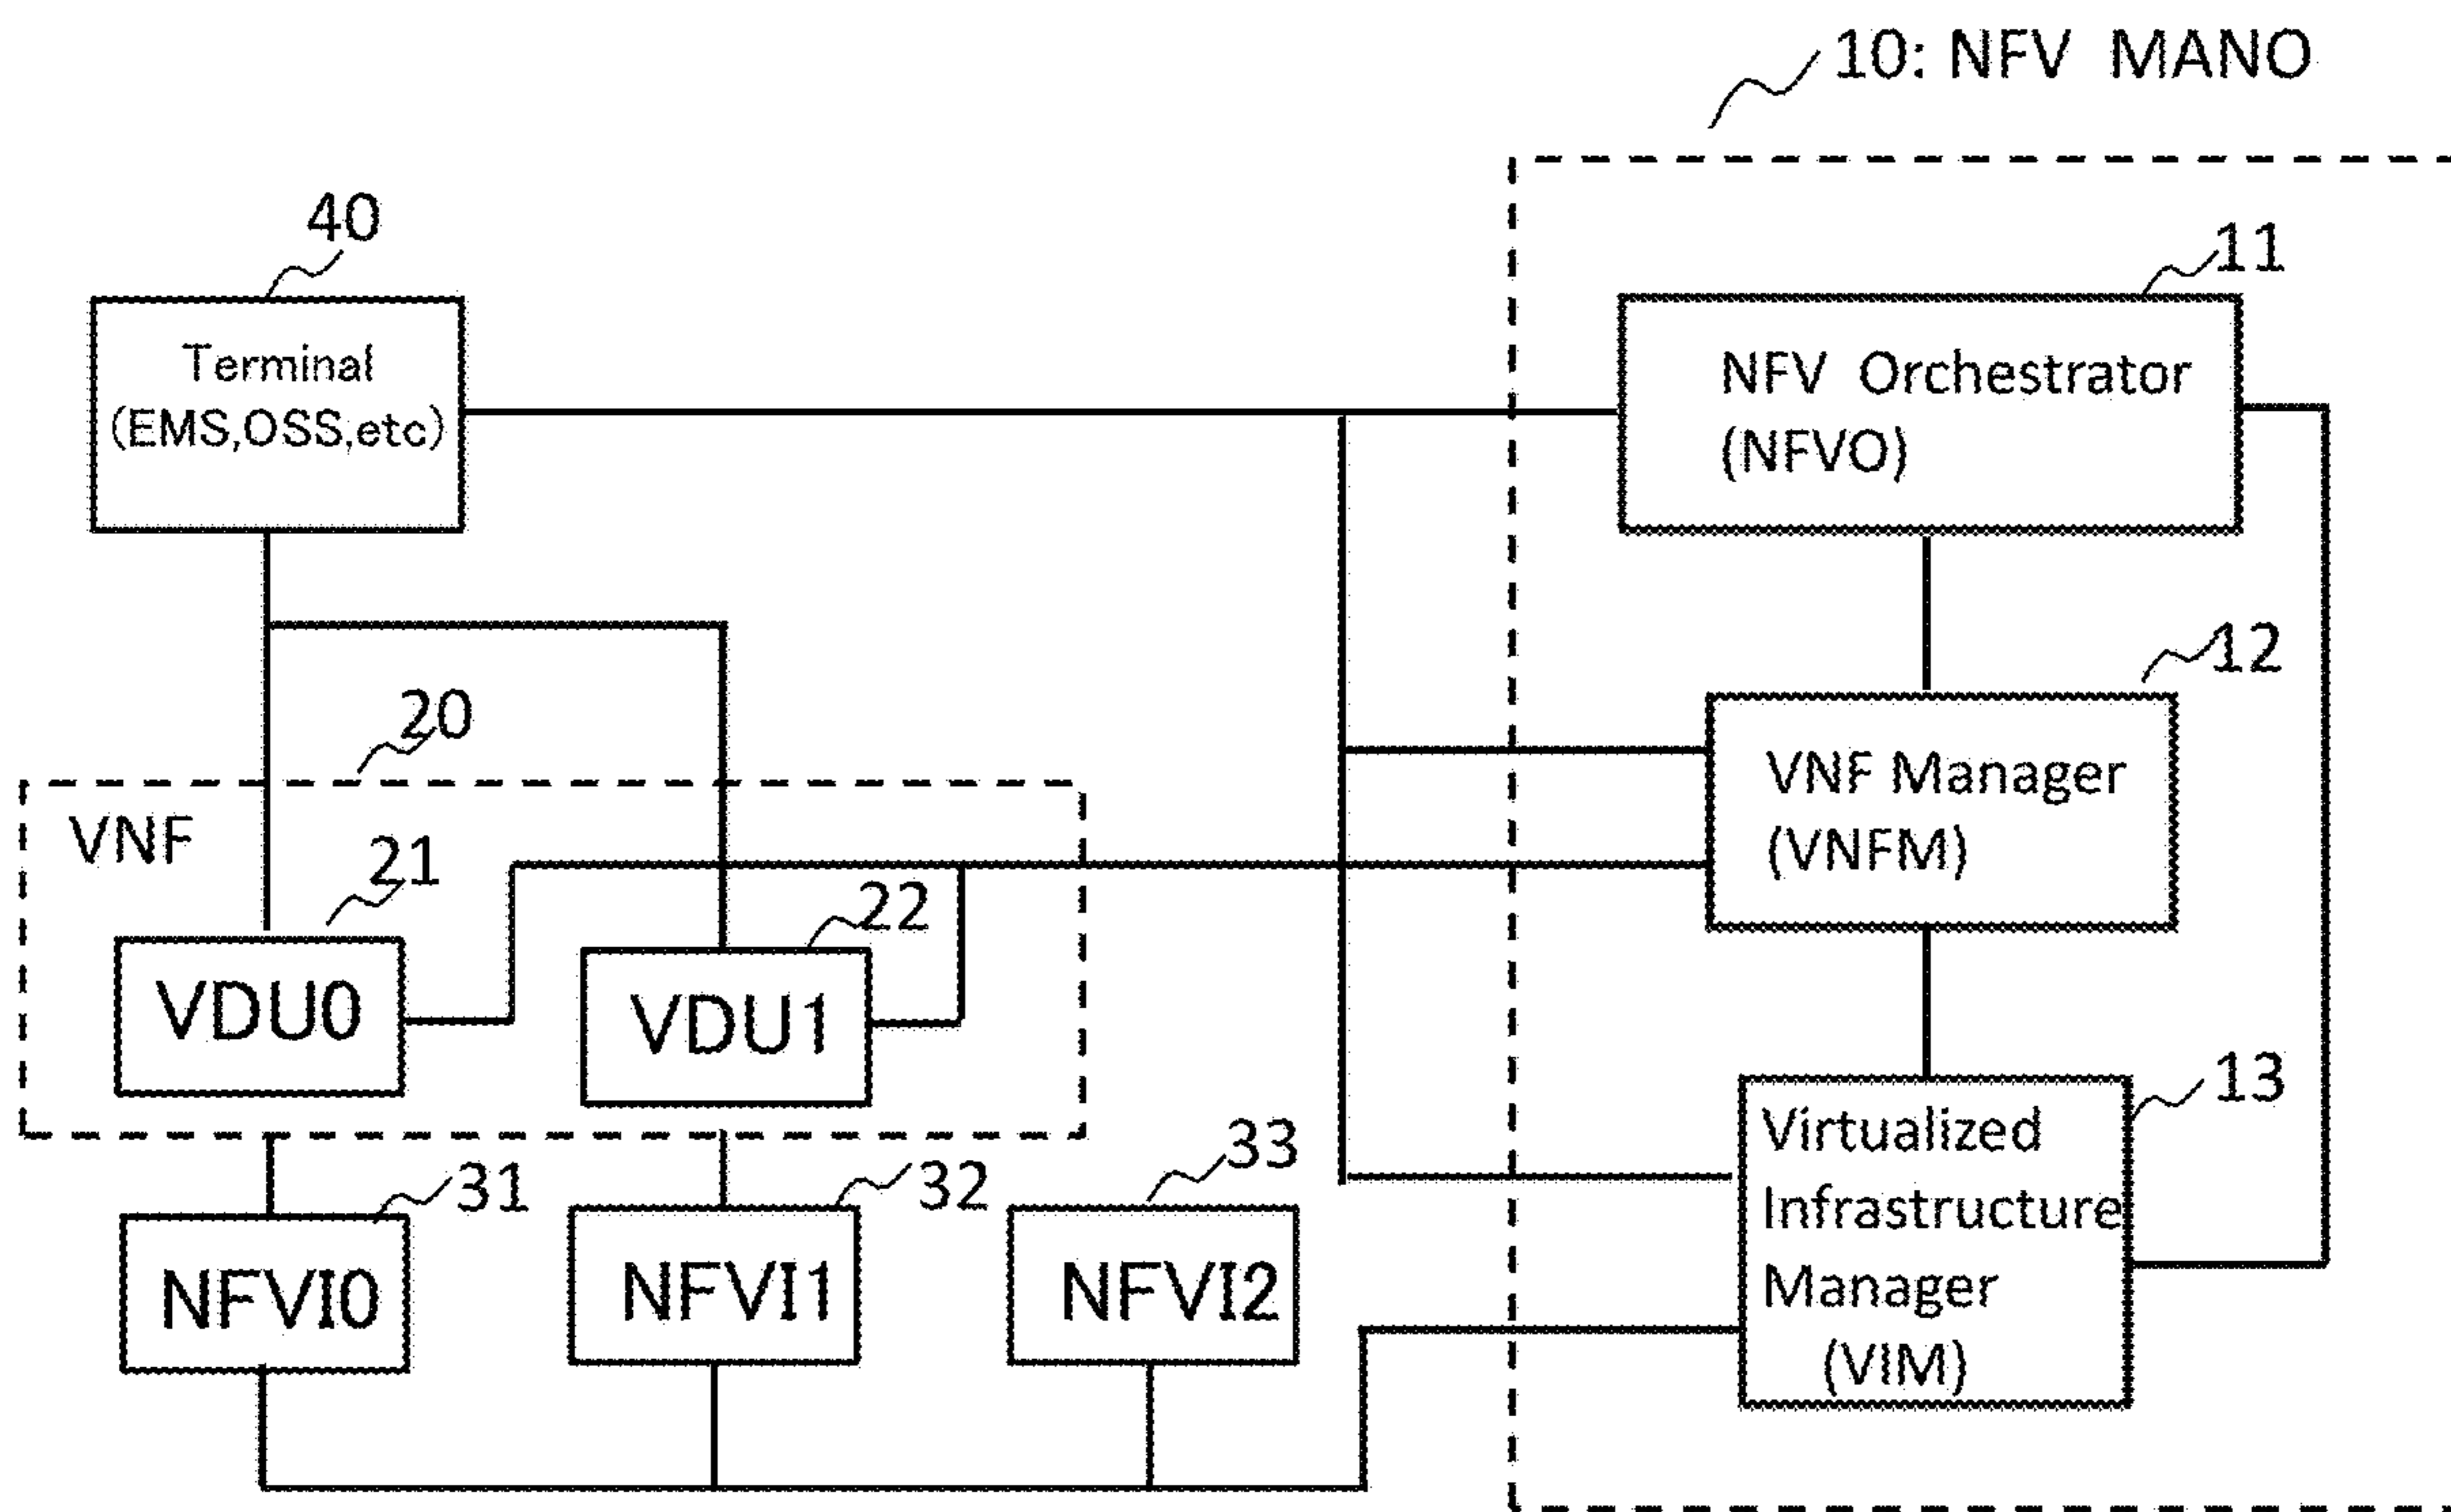 10: NFV MANO
40
11
Terminal
(EMS,OSS,etc)
NFV Orchestrator
(NFVO)
12
20
VNF Manager
(VNFM)
VNF
21
22
VDU0
VDU1
13
Virtualized
Infrastructure
Manager
(VIM)
31
32
33
NFVI0
NFVI1
NFVI2